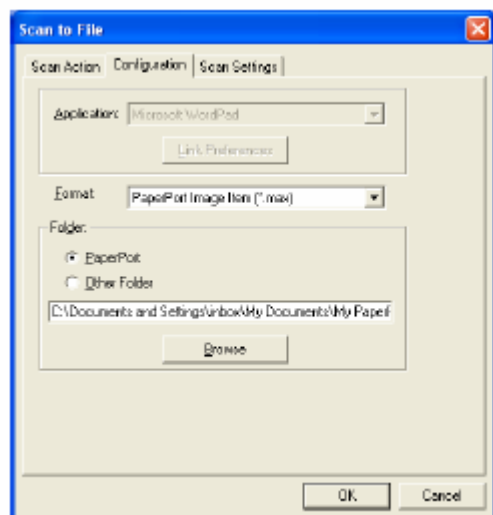 Scan to File
Scan Action Configuration Scan Settings
Application: Microsoft WordPad
Link Preferences
Format PaperPort Image Item (*.max)
Folder:
PaperPort
Other Folder
C:\Documents and Settings\inbox\My Documents\My PaperF
Browse
OK Cancel